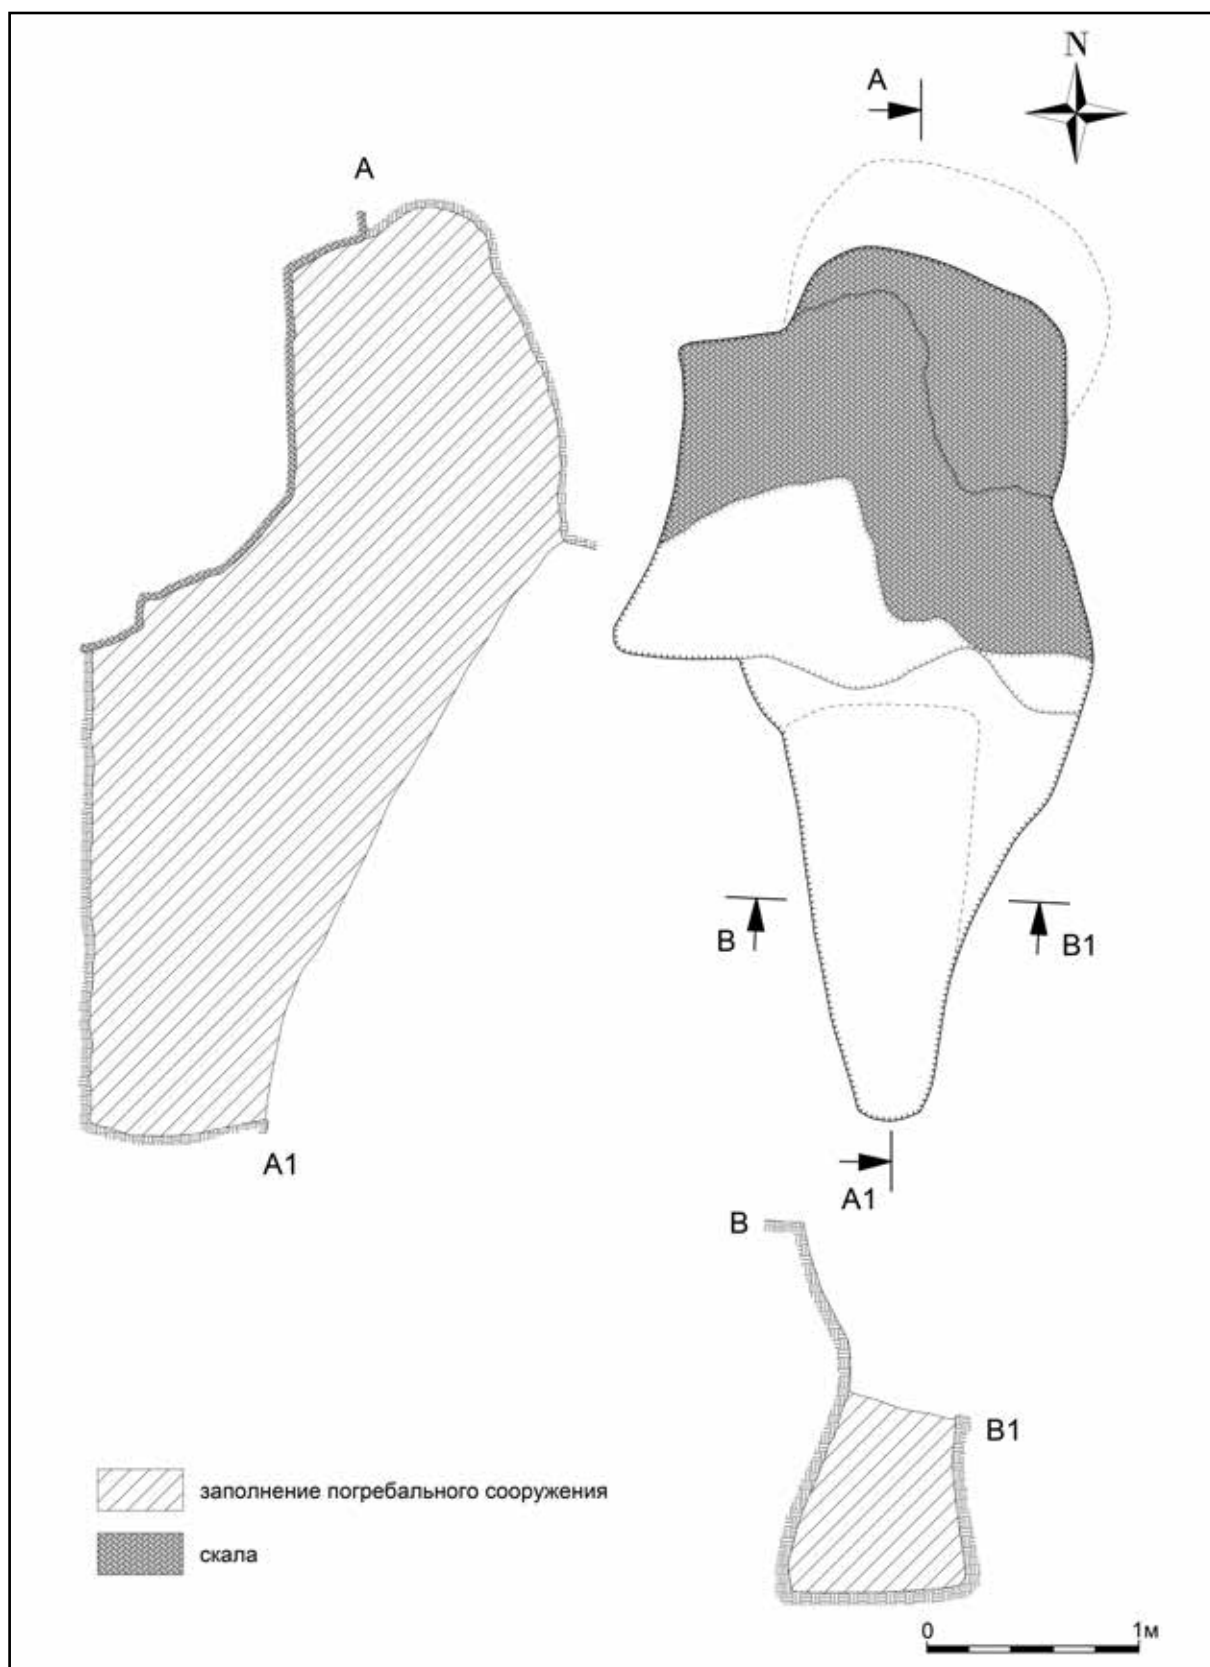 N
A
A
B
B1
A1
A1
B
B1
заполнение погребального сооружения
скала
0 1м